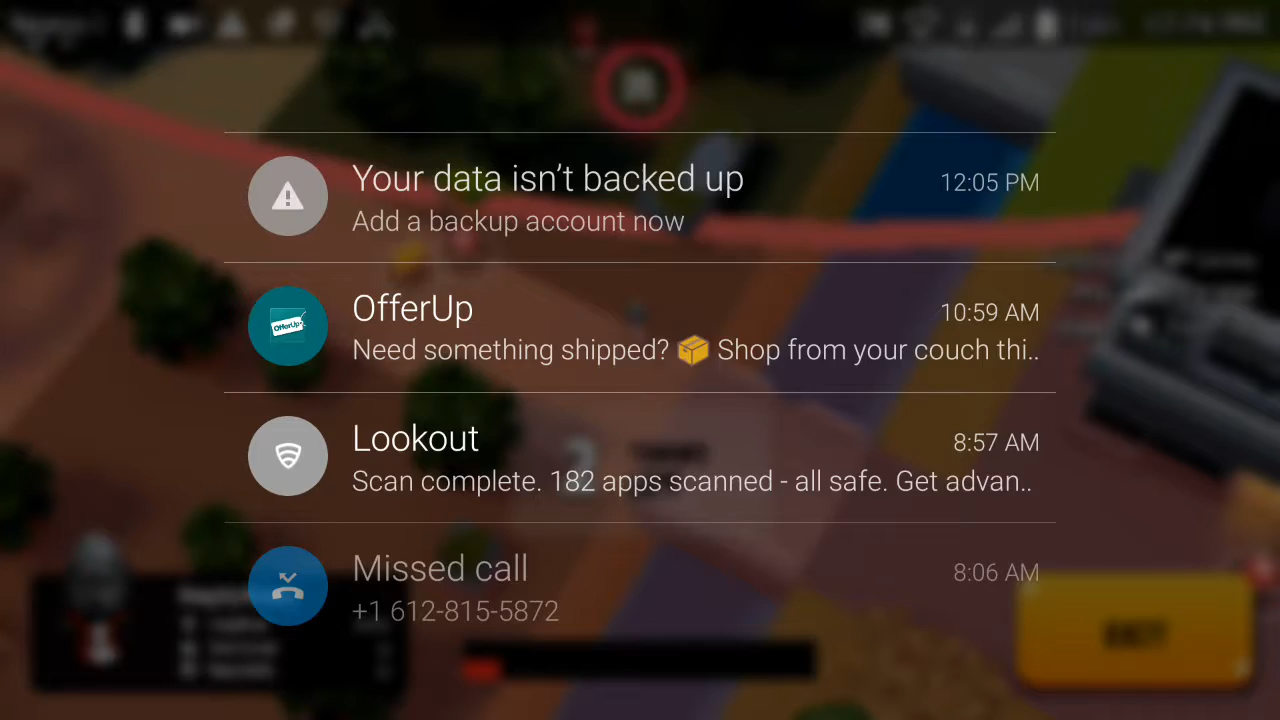 Your data isn’t backed up
12:05 PM
Add a backup account now
OfferUp
10:59 AM
OfferUp
Need something shipped? 📦 Shop from your couch thi..
Lookout
8:57 AM
Scan complete. 182 apps scanned - all safe. Get advan..
Missed call
8:06 AM
+1 612-815-5872
EXIT